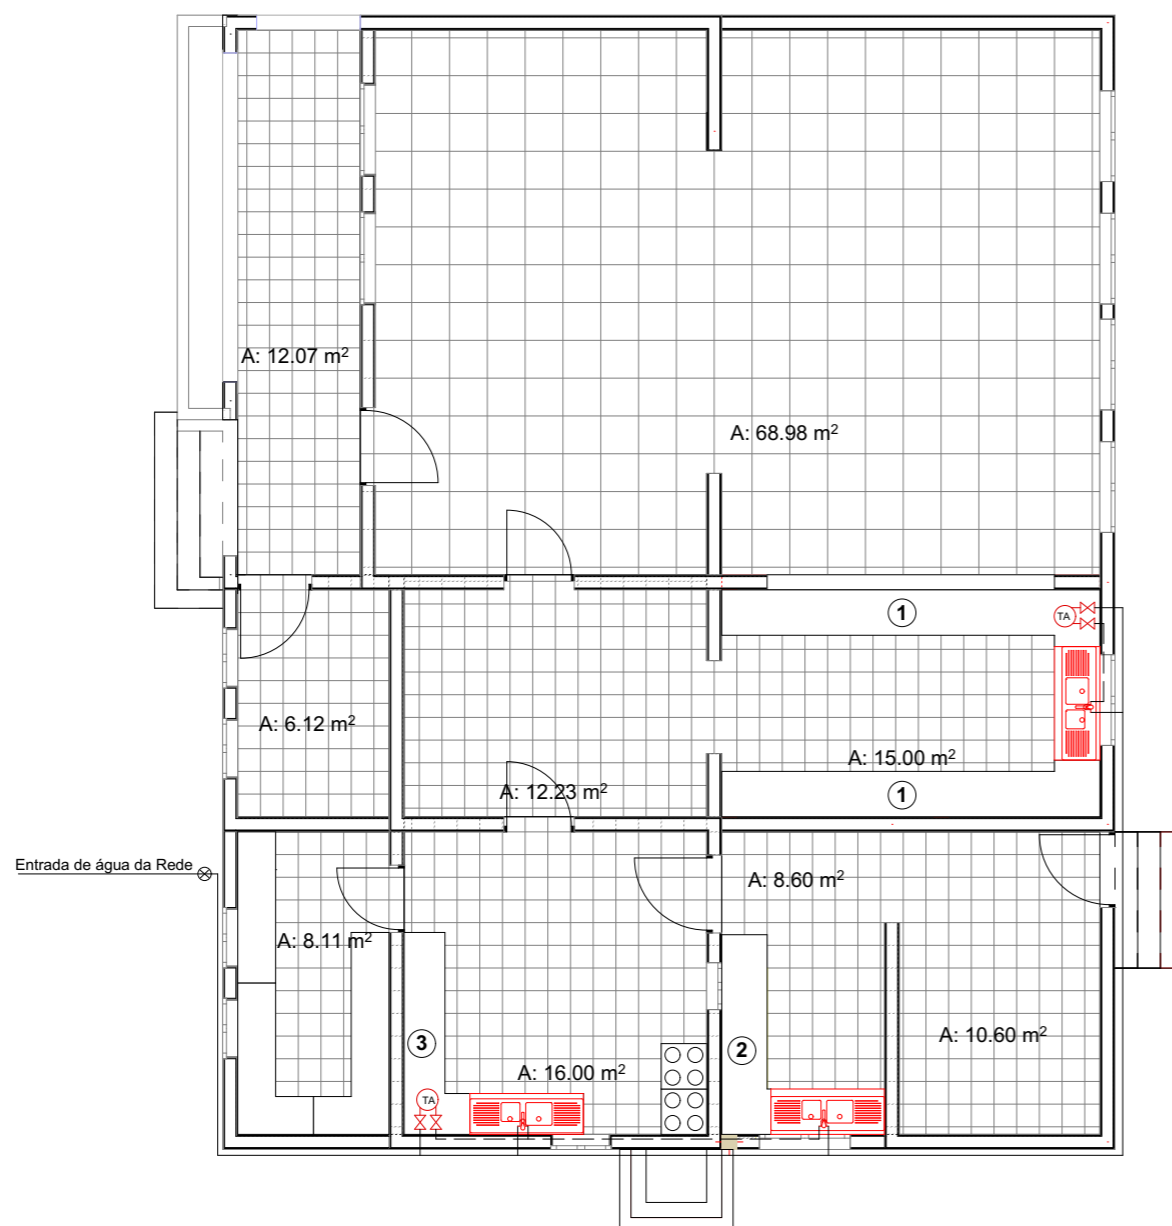 A: 12.07 m²
A: 68.98 m²
1
TA
A: 6.12 m²
A: 15.00 m²
A: 12.23 m²
1
Entrada de água da Rede
A: 8.60 m²
A: 8.11 m²
A: 10.60 m²
3
2
A: 16.00 m²
TA